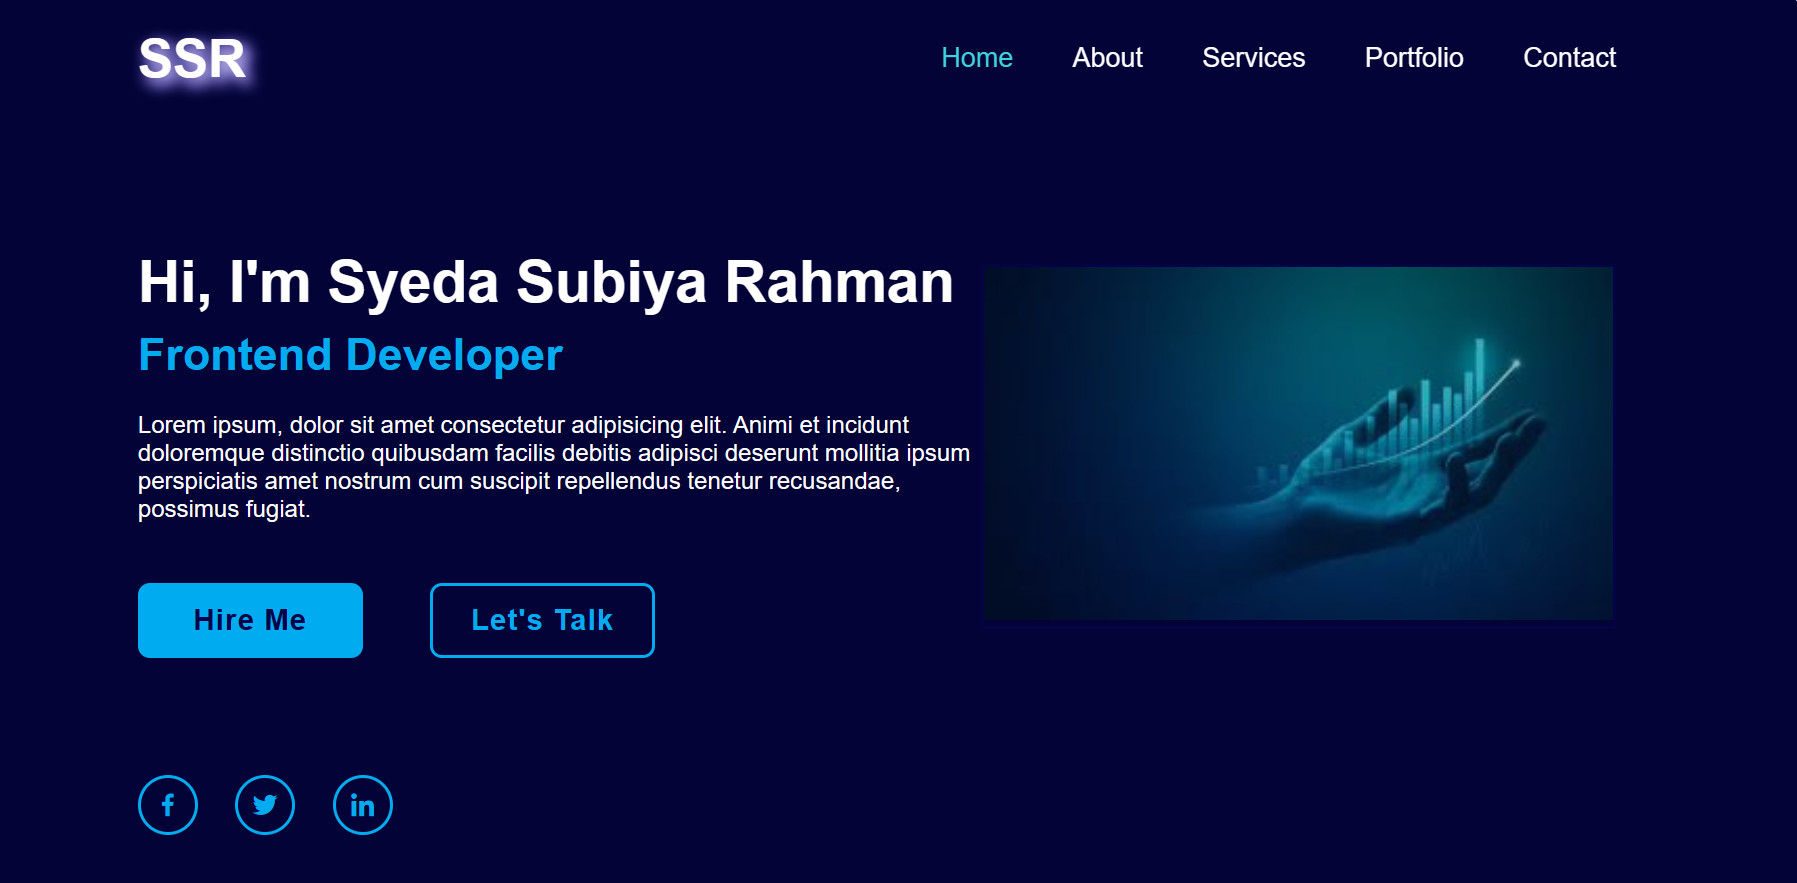 SSR
Home
About
Services
Portfolio
Contact
Hi, I'm Syeda Subiya Rahman
Frontend Developer
Lorem ipsum, dolor sit amet consectetur adipisicing elit. Animi et incidunt
doloremque distinctio quibusdam facilis debitis adipisci deserunt mollitia ipsum
perspiciatis amet nostrum cum suscipit repellendus tenetur recusandae,
possimus fugiat.
Hire Me
Let's Talk